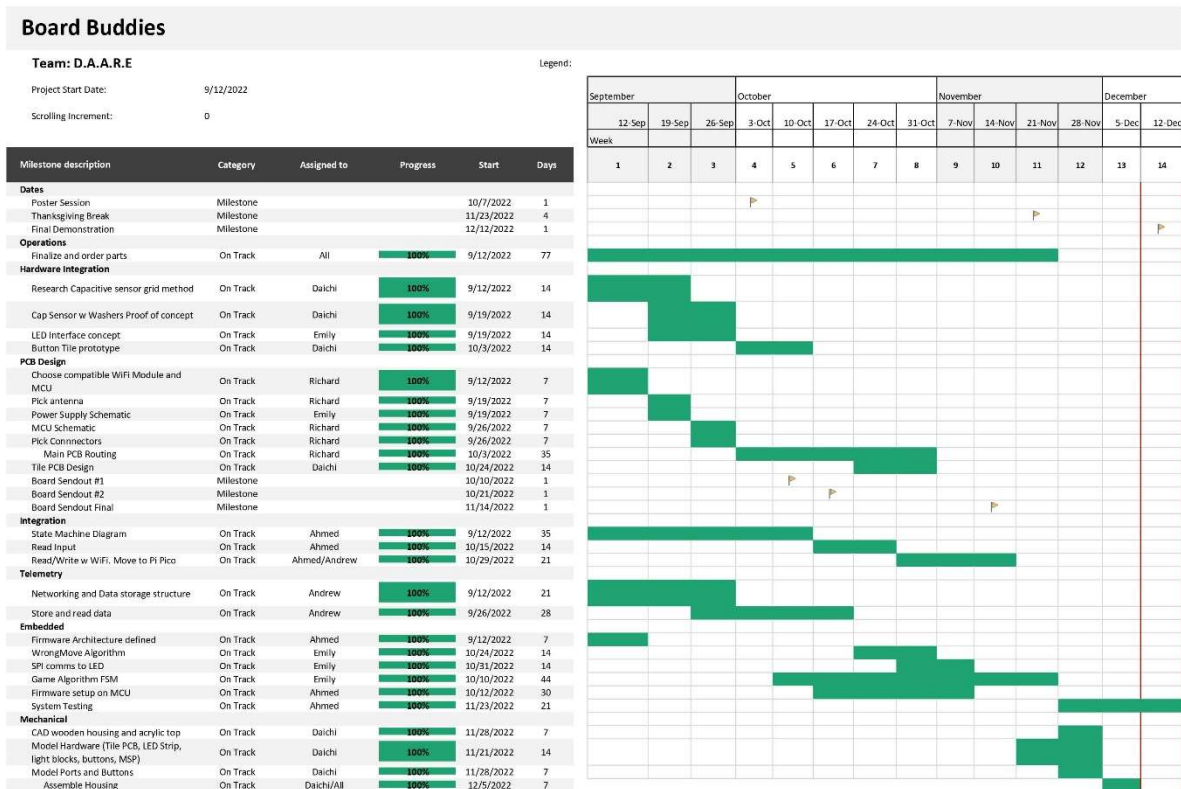 Board Buddies
Team: D.A.A.R.E
Legend:
Project Start Date: 9/12/2022
Scrolling Increment: 0
September October November December
12-Sep 19-Sep 26-Sep 3-Oct 10-Oct 17-Oct 24-Oct 31-Oct 7-Nov 14-Nov 21-Nov 28-Nov 5-Dec 12-Dec
Week
Milestone description Category Assigned to Progress Start Days 1 2 3 4 5 6 7 8 9 10 11 12 13 14
Dates
Poster Session Milestone 10/7/2022 1
Thanksgiving Break Milestone 11/23/2022 4
Final Demonstration Milestone 12/12/2022 1
Operations
Finalize and order parts On Track All 100% 9/12/2022 77
Hardware Integration
Research Capacitive sensor grid method On Track Daichi 100% 9/12/2022 14
Cap Sensor w Washers Proof of concept On Track Daichi 100% 9/19/2022 14
LED Interface concept On Track Emily 100% 9/19/2022 14
Button Tile prototype On Track Daichi 100% 10/3/2022 14
PCB Design
Choose compatible WiFi Module and
MCU On Track Richard 100% 9/12/2022 7
Pick antenna On Track Richard 100% 9/19/2022 7
Power Supply Schematic On Track Emily 100% 9/19/2022 7
MCU Schematic On Track Richard 100% 9/26/2022 7
Pick Connnectors On Track Richard 100% 9/26/2022 7
Main PCB Routing On Track Richard 100% 10/3/2022 35
Tile PCB Design On Track Daichi 100% 10/24/2022 14
Board Sendout #1 Milestone 10/10/2022 1
Board Sendout #2 Milestone 10/21/2022 1
Board Sendout Final Milestone 11/14/2022 1
Integration
State Machine Diagram On Track Ahmed 100% 9/12/2022 35
Read Input On Track Ahmed 100% 10/15/2022 14
Read/Write w WiFi. Move to Pi Pico On Track Ahmed/Andrew 100% 10/29/2022 21
Telemetry
Networking and Data storage structure On Track Andrew 100% 9/12/2022 21
Store and read data On Track Andrew 100% 9/26/2022 28
Embedded
Firmware Architecture defined On Track Ahmed 100% 9/12/2022 7
WrongMove Algorithm On Track Emily 100% 10/24/2022 14
SPI comms to LED On Track Emily 100% 10/31/2022 14
Game Algorithm FSM On Track Emily 100% 10/10/2022 44
Firmware setup on MCU On Track Ahmed 100% 10/12/2022 30
System Testing On Track Ahmed 100% 11/23/2022 21
Mechanical
CAD wooden housing and acrylic top On Track Daichi 100% 11/28/2022 7
Model Hardware (Tile PCB, LED Strip,
light blocks, buttons, MSP) On Track Daichi 100% 11/21/2022 14
Model Ports and Buttons On Track Daichi 100% 11/28/2022 7
Assemble Housing On Track Daichi/All 100% 12/5/2022 7